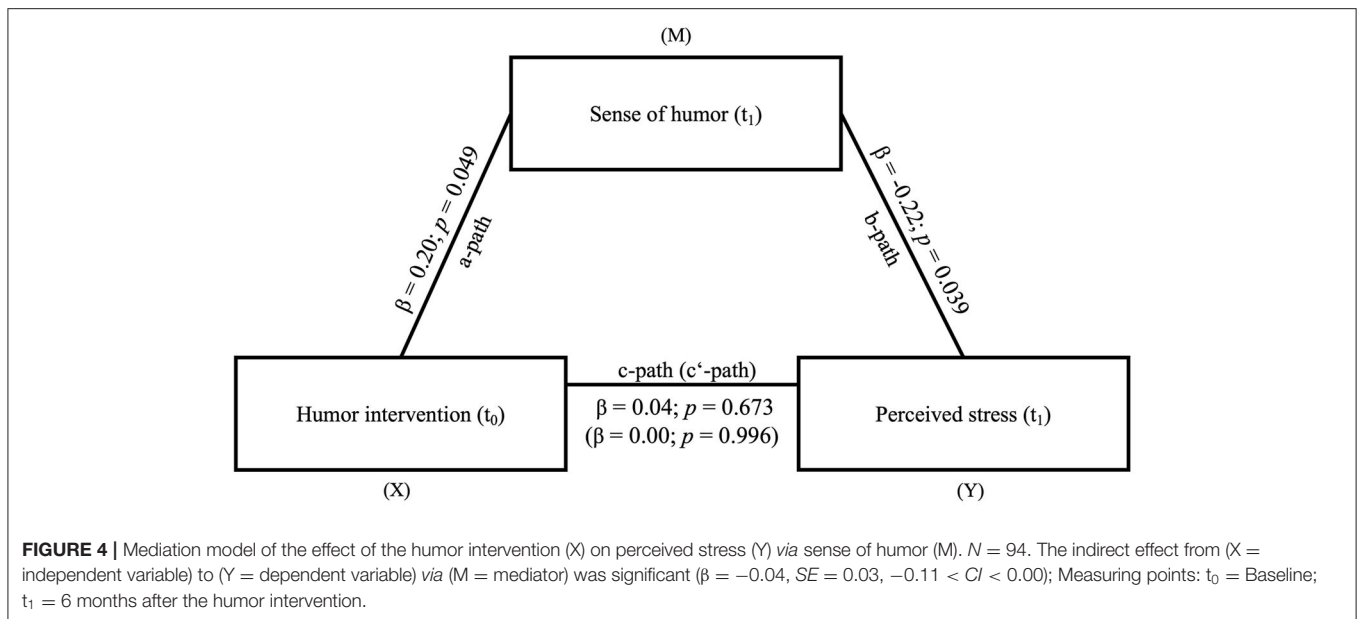 (M)
Sense of humor (t₁)
β = 0.20; p = 0.049
a-path
β = -0.22; p = 0.039
b-path
c-path (c‘-path)
Humor intervention (t₀)
β = 0.04; p = 0.673
(β = 0.00; p = 0.996)
Perceived stress (t₁)
(X)
(Y)
FIGURE 4 | Mediation model of the effect of the humor intervention (X) on perceived stress (Y) via sense of humor (M). N = 94. The indirect effect from (X =
independent variable) to (Y = dependent variable) via (M = mediator) was significant (β = −0.04, SE = 0.03, −0.11 < CI < 0.00); Measuring points: t₀ = Baseline;
t₁ = 6 months after the humor intervention.